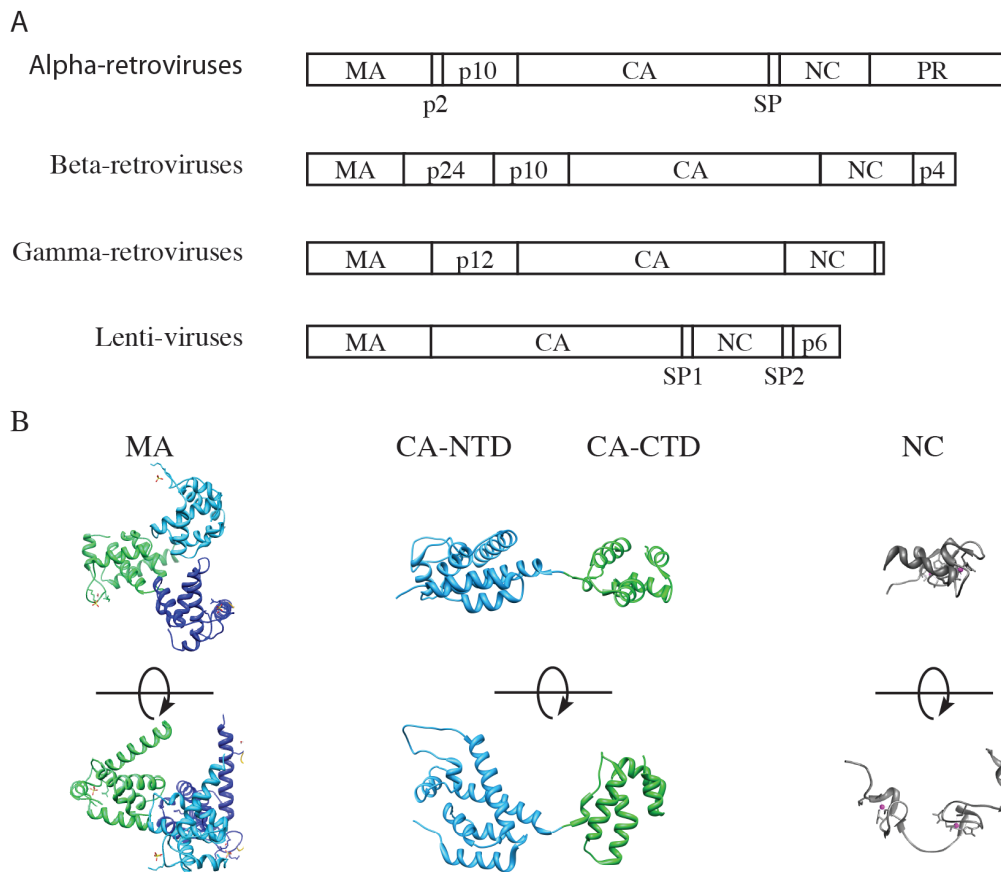 A
Alpha-retroviruses MA p10 CA NC PR
p2 SP
Beta-retroviruses MA p24 p10 CA NC p4
Gamma-retroviruses MA p12 CA NC
Lenti-viruses MA CA NC p6
SP1 SP2
B
MA CA-NTD CA-CTD NC